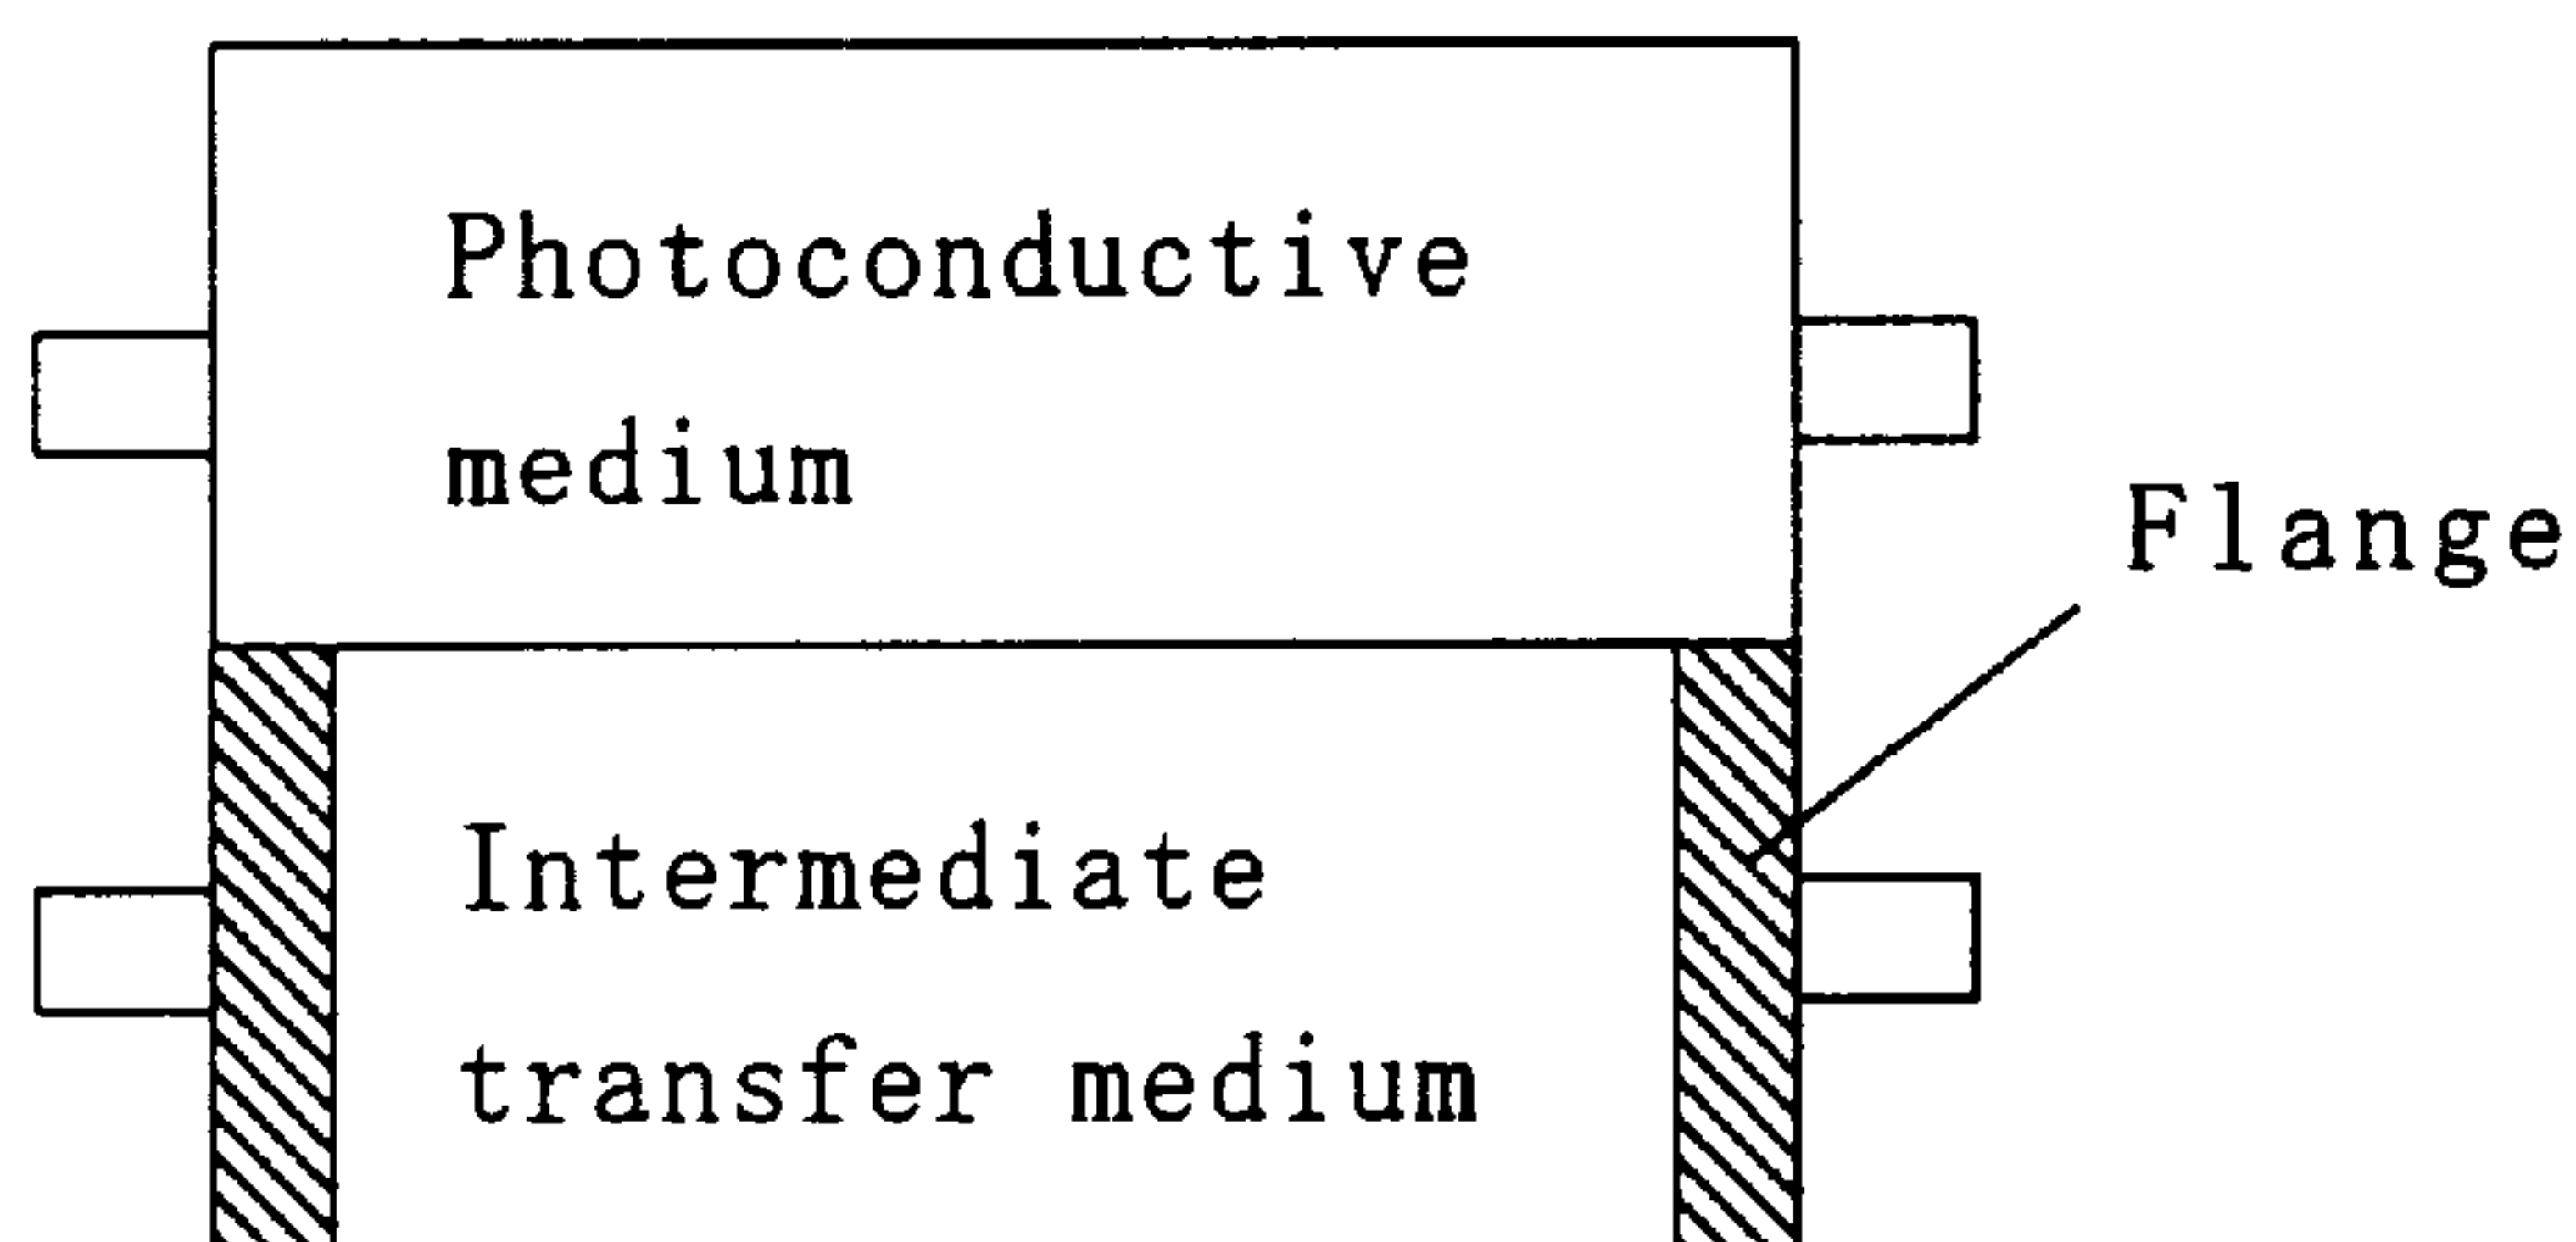 Photoconductive
medium
Flange
Intermediate
transfer medium